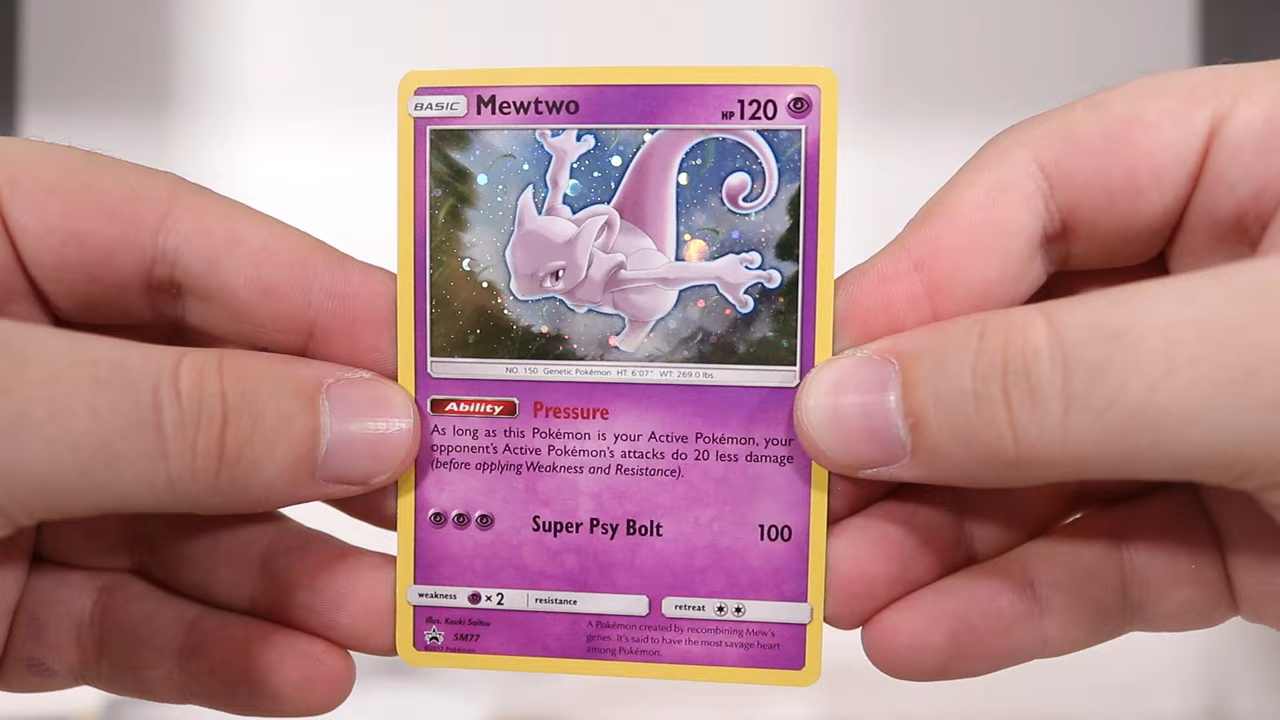 BASIC Mewtwo HP 120
NO. 150 Genetic Pokémon HT: 6'07" WT: 269.0 lbs.
Ability Pressure
As long as this Pokémon is your Active Pokémon, your
opponent's Active Pokémon's attacks do 20 less damage
(before applying Weakness and Resistance).
Super Psy Bolt 100
weakness ×2 resistance retreat
Illus. Kouki Saitou
SM77
©2017 Pokémon
A Pokémon created by recombining Mew's
genes. It's said to have the most savage heart
among Pokémon.